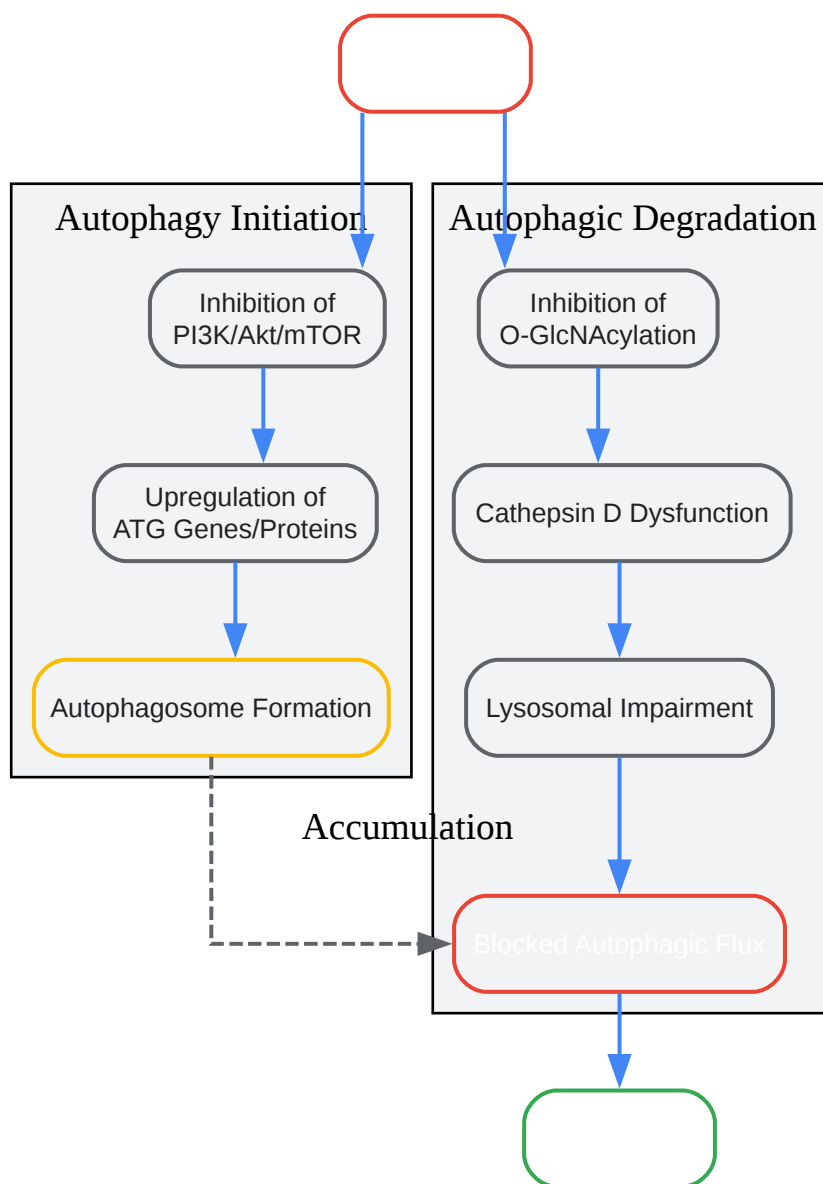 Autophagy Initiation
Inhibition of
PI3K/Akt/mTOR
Upregulation of
ATG Genes/Proteins
Autophagosome Formation
Autophagic Degradation
Inhibition of
O-GlcNAcylation
Cathepsin D Dysfunction
Lysosomal Impairment
Accumulation
Blocked Autophagic Flux